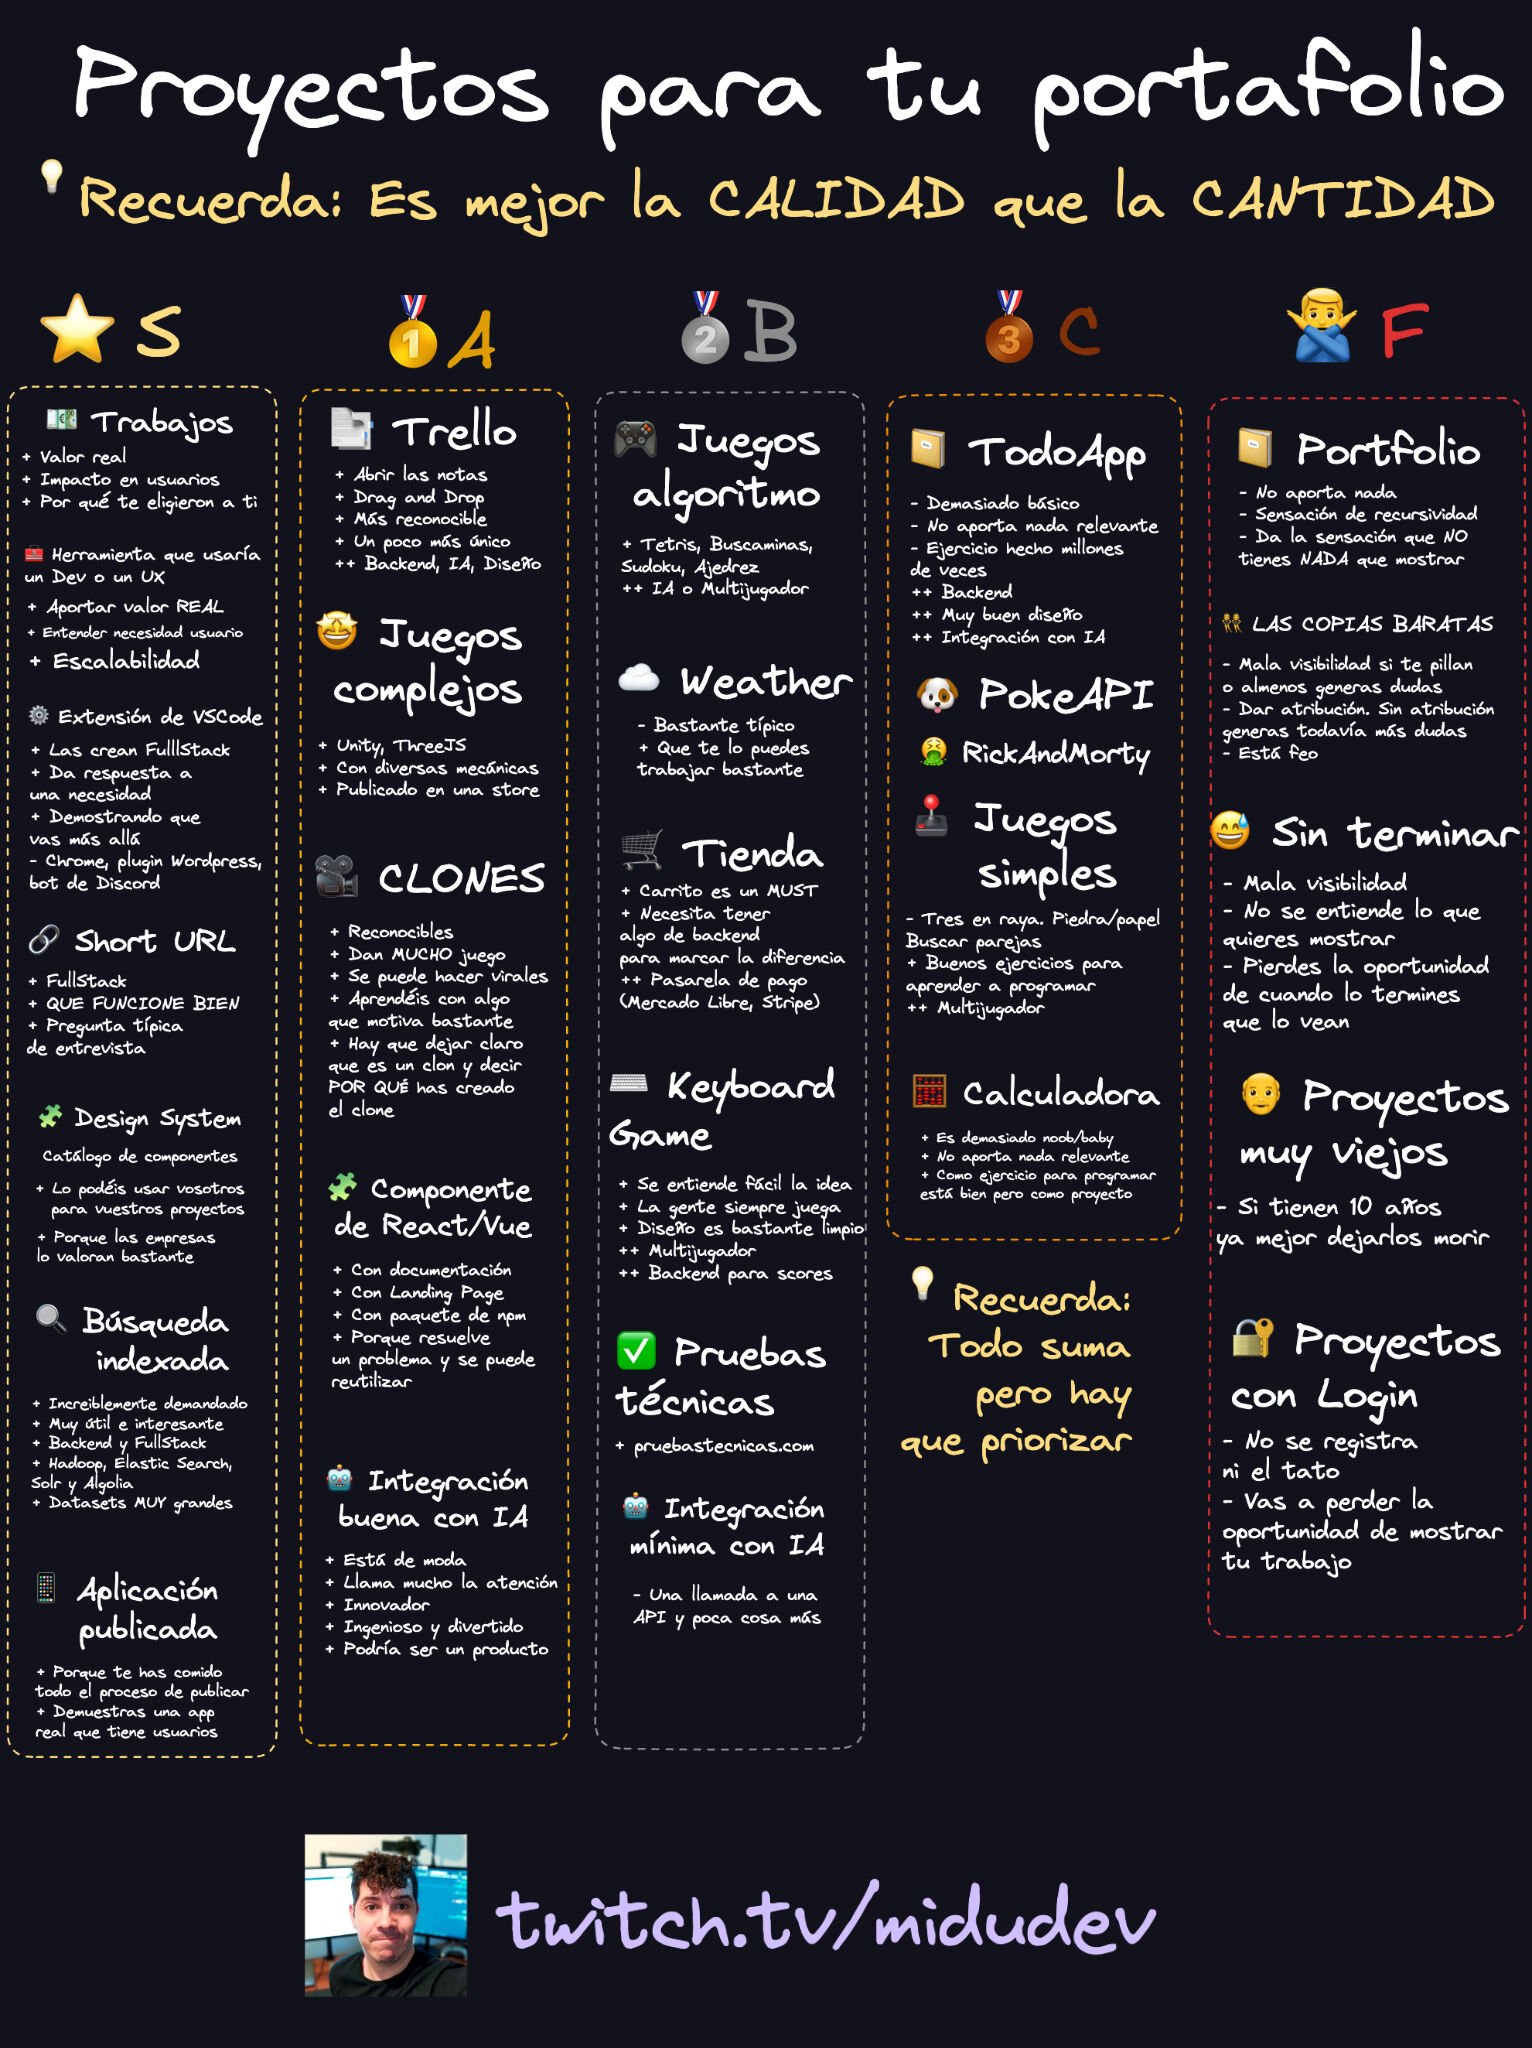 Proyectos para tu portafolio
Recuerda: Es mejor la CALIDAD que la CANTIDAD
S
Trabajos
+ Valor real
+ Impacto en usuarios
+ Por qué te eligieron a ti
Herramienta que usaría
un Dev o un UX
+ Aportar valor REAL
+ Entender necesidad usuario
+ Escalabilidad
Extensión de VSCode
+ Las crean FulllStack
+ Da respuesta a
una necesidad
+ Demostrando que
vas más allá
- Chrome, plugin Wordpress,
bot de Discord
Short URL
+ FullStack
+ QUE FUNCIONE BIEN
+ Pregunta típica
de entrevista
Design System
Catálogo de componentes
+ Lo podéis usar vosotros
para vuestros proyectos
+ Porque las empresas
lo valoran bastante
Búsqueda
indexada
+ Increiblemente demandado
+ Muy útil e interesante
+ Backend y FullStack
+ Hadoop, Elastic Search,
Solr y Algolia
+ Datasets MUY grandes
Aplicación
publicada
+ Porque te has comido
todo el proceso de publicar
+ Demuestras una app
real que tiene usuarios
1 A
Trello
+ Abrir las notas
+ Drag and Drop
+ Más reconocible
+ Un poco más único
++ Backend, IA, Diseño
Juegos
complejos
+ Unity, ThreeJS
+ Con diversas mecánicas
+ Publicado en una store
CLONES
+ Reconocibles
+ Dan MUCHO juego
+ Se puede hacer virales
+ Aprendéis con algo
que motiva bastante
+ Hay que dejar claro
que es un clon y decir
POR QUÉ has creado
el clone
Componente
de React/Vue
+ Con documentación
+ Con Landing Page
+ Con paquete de npm
+ Porque resuelve
un problema y se puede
reutilizar
Integración
buena con IA
+ Está de moda
+ Llama mucho la atención
+ Innovador
+ Ingenioso y divertido
+ Podría ser un producto
2 B
Juegos
algoritmo
+ Tetris, Buscaminas,
Sudoku, Ajedrez
++ IA o Multijugador
Weather
- Bastante típico
+ Que te lo puedes
trabajar bastante
Tienda
+ Carrito es un MUST
+ Necesita tener
algo de backend
para marcar la diferencia
++ Pasarela de pago
(Mercado Libre, Stripe)
Keyboard
Game
+ Se entiende fácil la idea
+ La gente siempre juega
+ Diseño es bastante limpio
++ Multijugador
++ Backend para scores
Pruebas
técnicas
+ pruebastecnicas.com
Integración
mínima con IA
- Una llamada a una
API y poca cosa más
3 C
TodoApp
- Demasiado básico
- No aporta nada relevante
- Ejercicio hecho millones
de veces
++ Backend
++ Muy buen diseño
++ Integración con IA
PokeAPI
RickAndMorty
Juegos
simples
- Tres en raya. Piedra/papel
Buscar parejas
+ Buenos ejercicios para
aprender a programar
++ Multijugador
Calculadora
+ Es demasiado noob/baby
+ No aporta nada relevante
+ Como ejercicio para programar
está bien pero como proyecto
Recuerda:
Todo suma
pero hay
que priorizar
F
Portfolio
- No aporta nada
- Sensación de recursividad
- Da la sensación que NO
tienes NADA que mostrar
LAS COPIAS BARATAS
- Mala visibilidad si te pillan
o almenos generas dudas
- Dar atribución. Sin atribución
generas todavía más dudas
- Está feo
Sin terminar
- Mala visibilidad
- No se entiende lo que
quieres mostrar
- Pierdes la oportunidad
de cuando lo termines
que lo vean
Proyectos
muy viejos
- Si tienen 10 años
ya mejor dejarlos morir
Proyectos
con Login
- No se registra
ni el tato
- Vas a perder la
oportunidad de mostrar
tu trabajo
twitch.tv/midudev